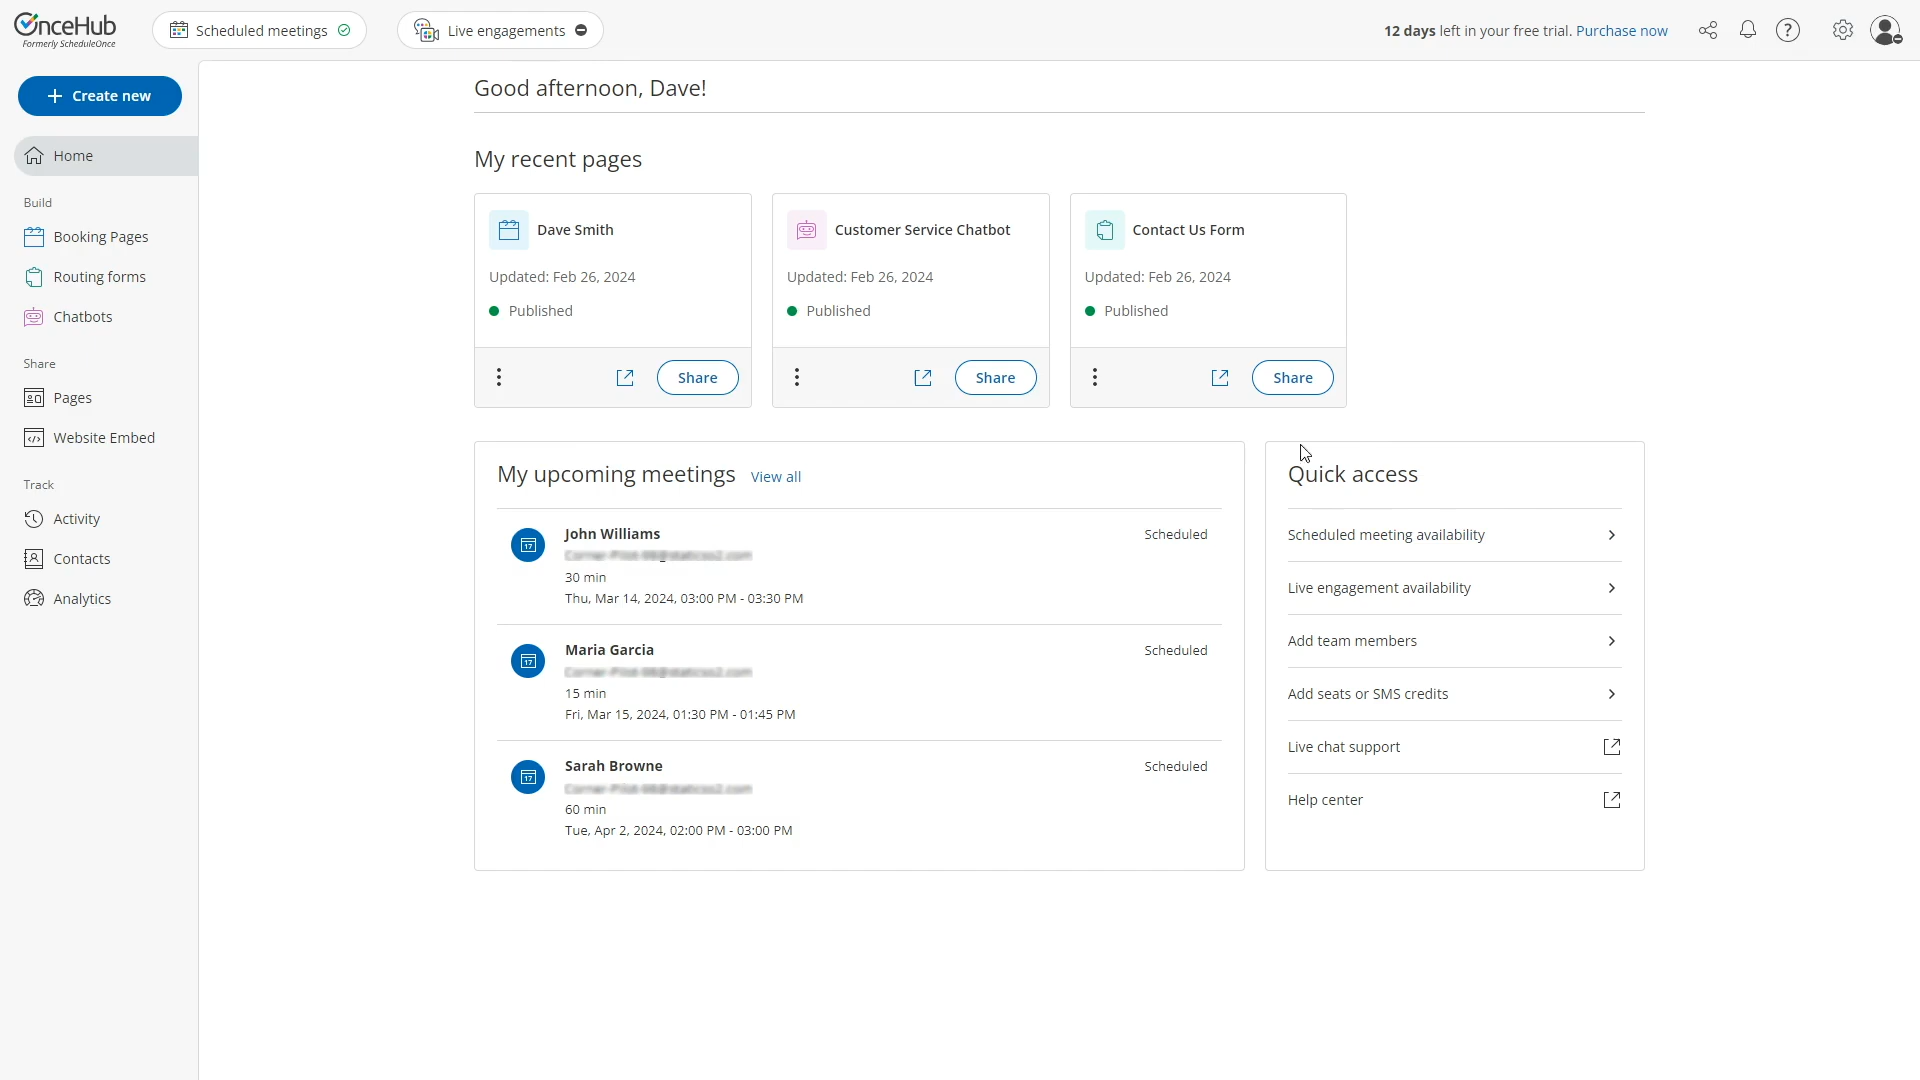 OnceHub
Formerly ScheduleOnce
Scheduled meetings
Live engagements
12 days left in your free trial. Purchase now
Create new
Home
Build
Booking Pages
Routing forms
Chatbots
Share
Pages
Website Embed
Track
Activity
Contacts
Analytics
Good afternoon, Dave!
My recent pages
Dave Smith
Updated: Feb 26, 2024
Published
Share
Customer Service Chatbot
Updated: Feb 26, 2024
Published
Share
Contact Us Form
Updated: Feb 26, 2024
Published
Share
My upcoming meetings View all
John Williams
Scheduled
30 min
Thu, Mar 14, 2024, 03:00 PM - 03:30 PM
Maria Garcia
Scheduled
15 min
Fri, Mar 15, 2024, 01:30 PM - 01:45 PM
Sarah Browne
Scheduled
60 min
Tue, Apr 2, 2024, 02:00 PM - 03:00 PM
Quick access
Scheduled meeting availability
Live engagement availability
Add team members
Add seats or SMS credits
Live chat support
Help center